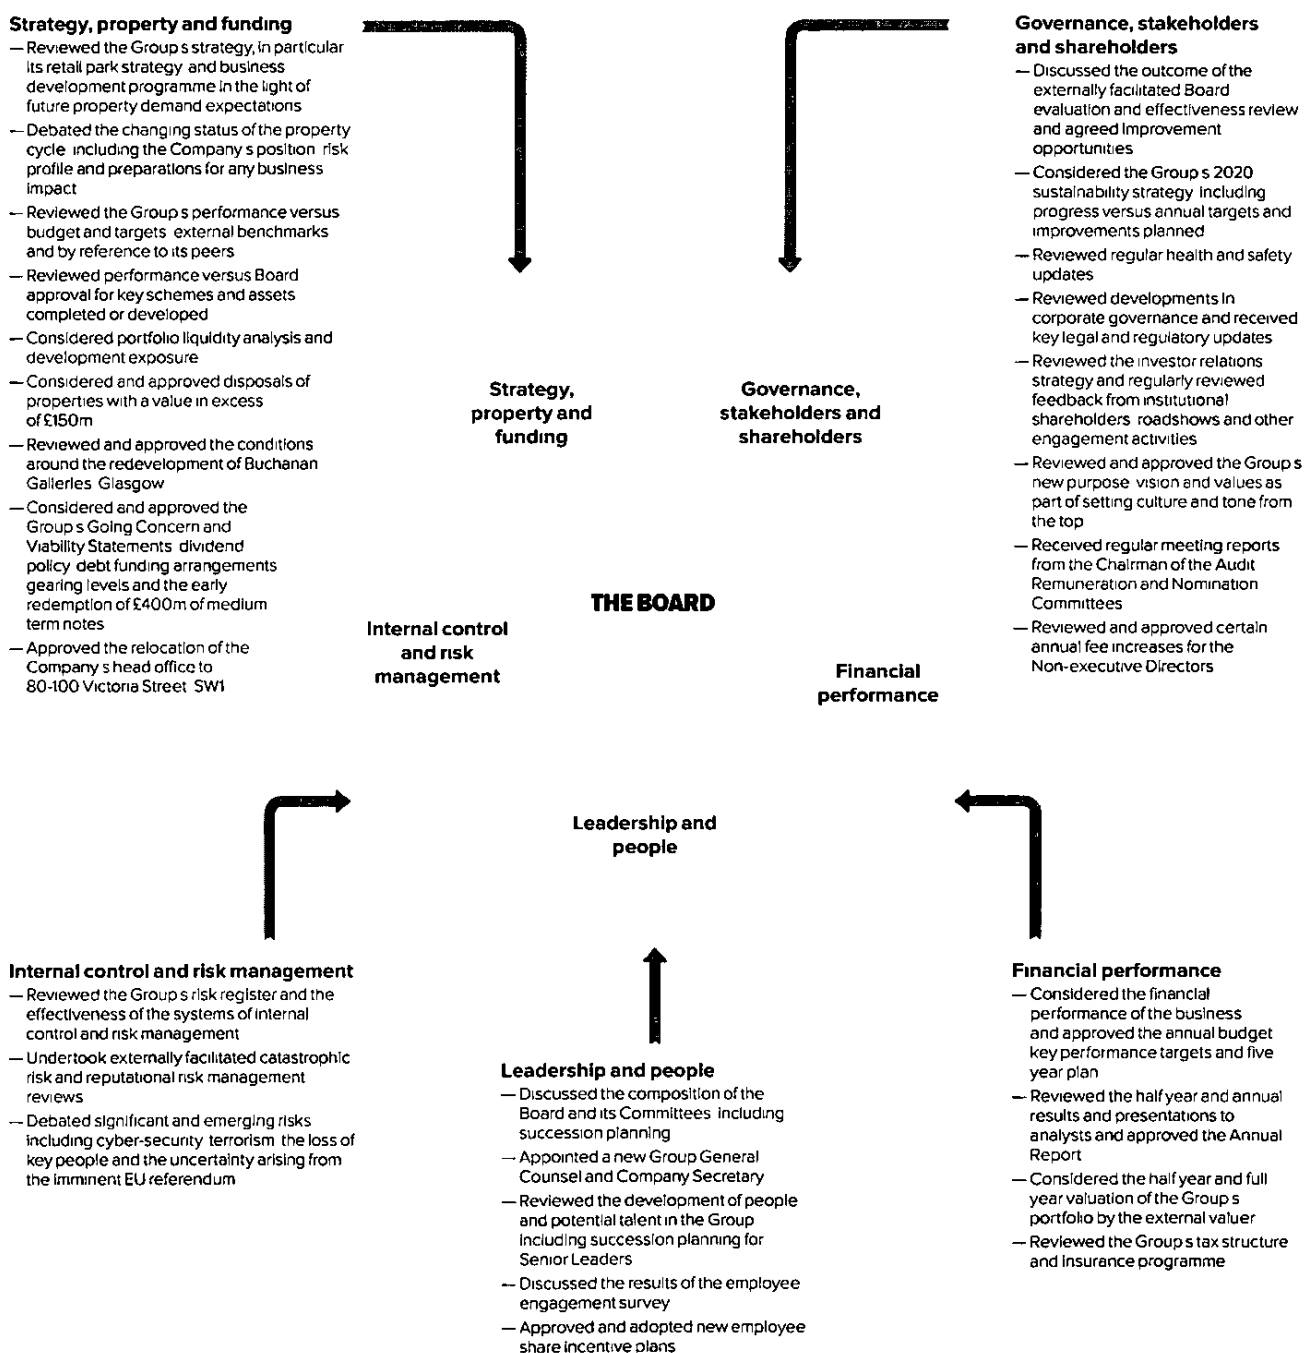 Strategy, property and funding
— Reviewed the Group s strategy, in particular
its retail park strategy and business
development programme in the light of
future property demand expectations
— Debated the changing status of the property
cycle including the Company s position risk
profile and preparations for any business
impact
— Reviewed the Group s performance versus
budget and targets external benchmarks
and by reference to its peers
— Reviewed performance versus Board
approval for key schemes and assets
completed or developed
— Considered portfolio liquidity analysis and
development exposure
— Considered and approved disposals of
properties with a value in excess
of £150m
— Reviewed and approved the conditions
around the redevelopment of Buchanan
Galleries Glasgow
— Considered and approved the
Group s Going Concern and
Viability Statements dividend
policy debt funding arrangements
gearing levels and the early
redemption of £400m of medium
term notes
— Approved the relocation of the
Company s head office to
80-100 Victoria Street SW1
Governance, stakeholders
and shareholders
— Discussed the outcome of the
externally facilitated Board
evaluation and effectiveness review
and agreed improvement
opportunities
— Considered the Group s 2020
sustainability strategy including
progress versus annual targets and
improvements planned
— Reviewed regular health and safety
updates
— Reviewed developments in
corporate governance and received
key legal and regulatory updates
— Reviewed the investor relations
strategy and regularly reviewed
feedback from institutional
shareholders roadshows and other
engagement activities
— Reviewed and approved the Group s
new purpose vision and values as
part of setting culture and tone from
the top
— Received regular meeting reports
from the Chairman of the Audit
Remuneration and Nomination
Committees
— Reviewed and approved certain
annual fee increases for the
Non-executive Directors
Strategy,
property and
funding
Governance,
stakeholders and
shareholders
THE BOARD
Internal control
and risk
management
Financial
performance
Leadership and
people
Internal control and risk management
— Reviewed the Group s risk register and the
effectiveness of the systems of internal
control and risk management
— Undertook externally facilitated catastrophic
risk and reputational risk management
reviews
— Debated significant and emerging risks
including cyber-security terrorism the loss of
key people and the uncertainty arising from
the imminent EU referendum
Leadership and people
— Discussed the composition of the
Board and its Committees including
succession planning
— Appointed a new Group General
Counsel and Company Secretary
— Reviewed the development of people
and potential talent in the Group
including succession planning for
Senior Leaders
— Discussed the results of the employee
engagement survey
— Approved and adopted new employee
share incentive plans
Financial performance
— Considered the financial
performance of the business
and approved the annual budget
key performance targets and five
year plan
— Reviewed the half year and annual
results and presentations to
analysts and approved the Annual
Report
— Considered the half year and full
year valuation of the Group s
portfolio by the external valuer
— Reviewed the Group s tax structure
and insurance programme